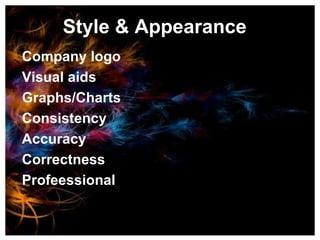 Style & Appearance
Company logo
Visual aids
Graphs/Charts
Consistency
Accuracy
Correctness
Profeessional